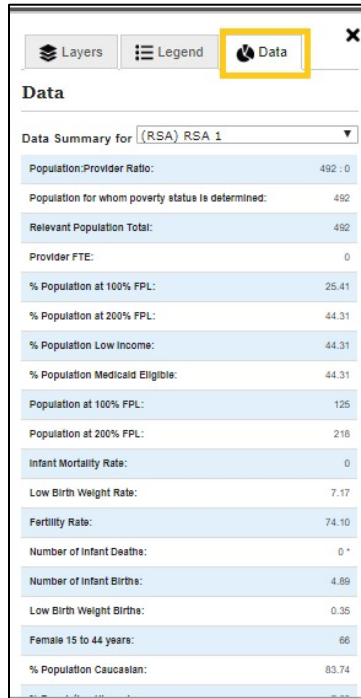 Layers Legend Data
Data
Data Summary for (RSA) RSA 1
Population:Provider Ratio: 492 : 0
Population for whom poverty status is determined: 492
Relevant Population Total: 492
Provider FTE: 0
% Population at 100% FPL: 25.41
% Population at 200% FPL: 44.31
% Population Low Income: 44.31
% Population Medicaid Eligible: 44.31
Population at 100% FPL: 125
Population at 200% FPL: 218
Infant Mortality Rate: 0
Low Birth Weight Rate: 7.17
Fertility Rate: 74.10
Number of Infant Deaths: 0 *
Number of Infant Births: 4.89
Low Birth Weight Births: 0.35
Female 15 to 44 years: 66
% Population Caucasian: 83.74